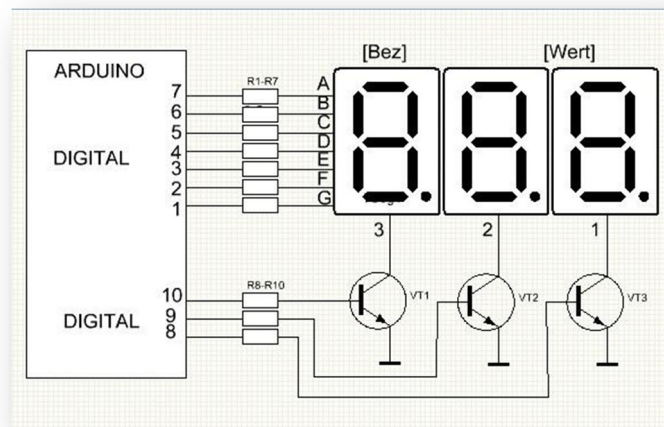 [Bez]
[Wert]
ARDUINO
DIGITAL
7
6
5
4
3
2
1
R1-R7
A
B
C
D
E
F
G
3
2
1
DIGITAL
10
9
8
R8-R10
VT1
VT2
VT3